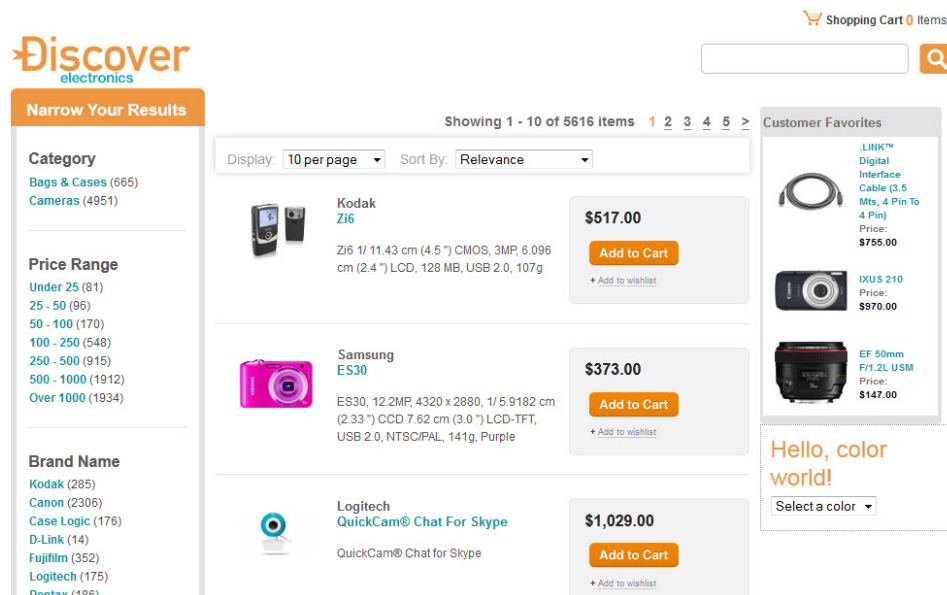 Shopping Cart 0 Items
Discover
electronics
Narrow Your Results
Category
Bags & Cases (665)
Cameras (4951)
Price Range
Under 25 (81)
25 - 50 (96)
50 - 100 (170)
100 - 250 (548)
250 - 500 (915)
500 - 1000 (1912)
Over 1000 (1934)
Brand Name
Kodak (285)
Canon (2306)
Case Logic (176)
D-Link (14)
Fujifilm (352)
Logitech (175)
Pentax (186)
Showing 1 - 10 of 5616 items 1 2 3 4 5 >
Display: 10 per page Sort By: Relevance
Kodak
Zi6
Zi6 1/ 11.43 cm (4.5 ") CMOS, 3MP, 6.096
cm (2.4 ") LCD, 128 MB, USB 2.0, 107g
$517.00
Add to Cart
+ Add to wishlist
Samsung
ES30
ES30, 12.2MP, 4320 x 2880, 1/ 5.9182 cm
(2.33 ") CCD 7.62 cm (3.0 ") LCD-TFT,
USB 2.0, NTSC/PAL, 141g, Purple
$373.00
Add to Cart
+ Add to wishlist
Logitech
QuickCam® Chat For Skype
QuickCam® Chat for Skype
$1,029.00
Add to Cart
+ Add to wishlist
Customer Favorites
.LINK™
Digital
Interface
Cable (3.5
Mts, 4 Pin To
4 Pin)
Price:
$755.00
IXUS 210
Price:
$970.00
EF 50mm
F/1.2L USM
Price:
$147.00
Hello, color
world!
Select a color